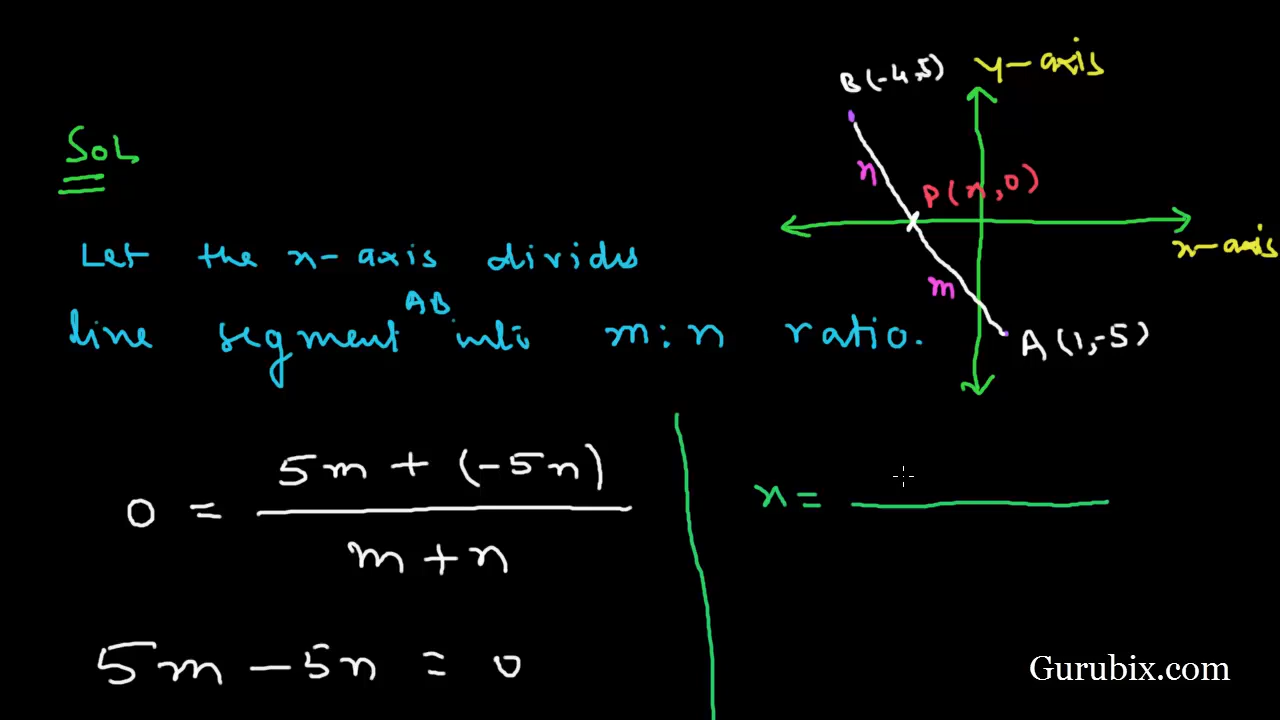 Sol
B(-4,5)
y-axis
n
P(x,0)
x-axis
m
A(1,-5)
Let the x-axis divides
line segment AB into m:n ratio.
0 = 5m + (-5n)
m + n
5m - 5n = 0
x =
Gurubix.com